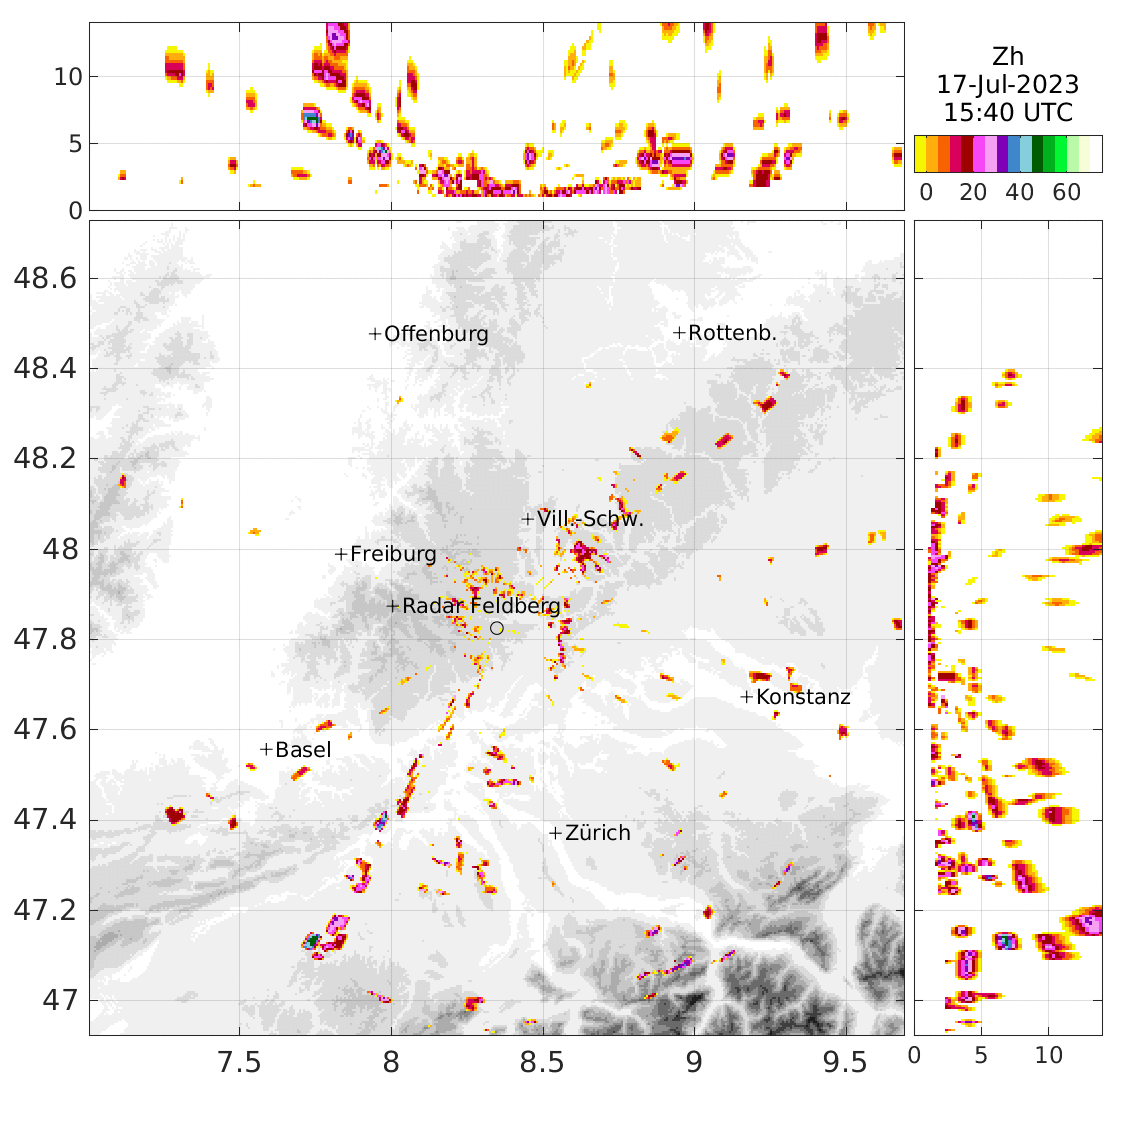 10
5
0
Zh
17-Jul-2023
15:40 UTC
0 20 40 60
48.6
48.4
48.2
48
47.8
47.6
47.4
47.2
47
+Offenburg
+Rottenb.
+Vill.-Schw.
+Freiburg
+Radar Feldberg
+Konstanz
+Basel
+Zürich
7.5 8 8.5 9 9.5
0 5 10